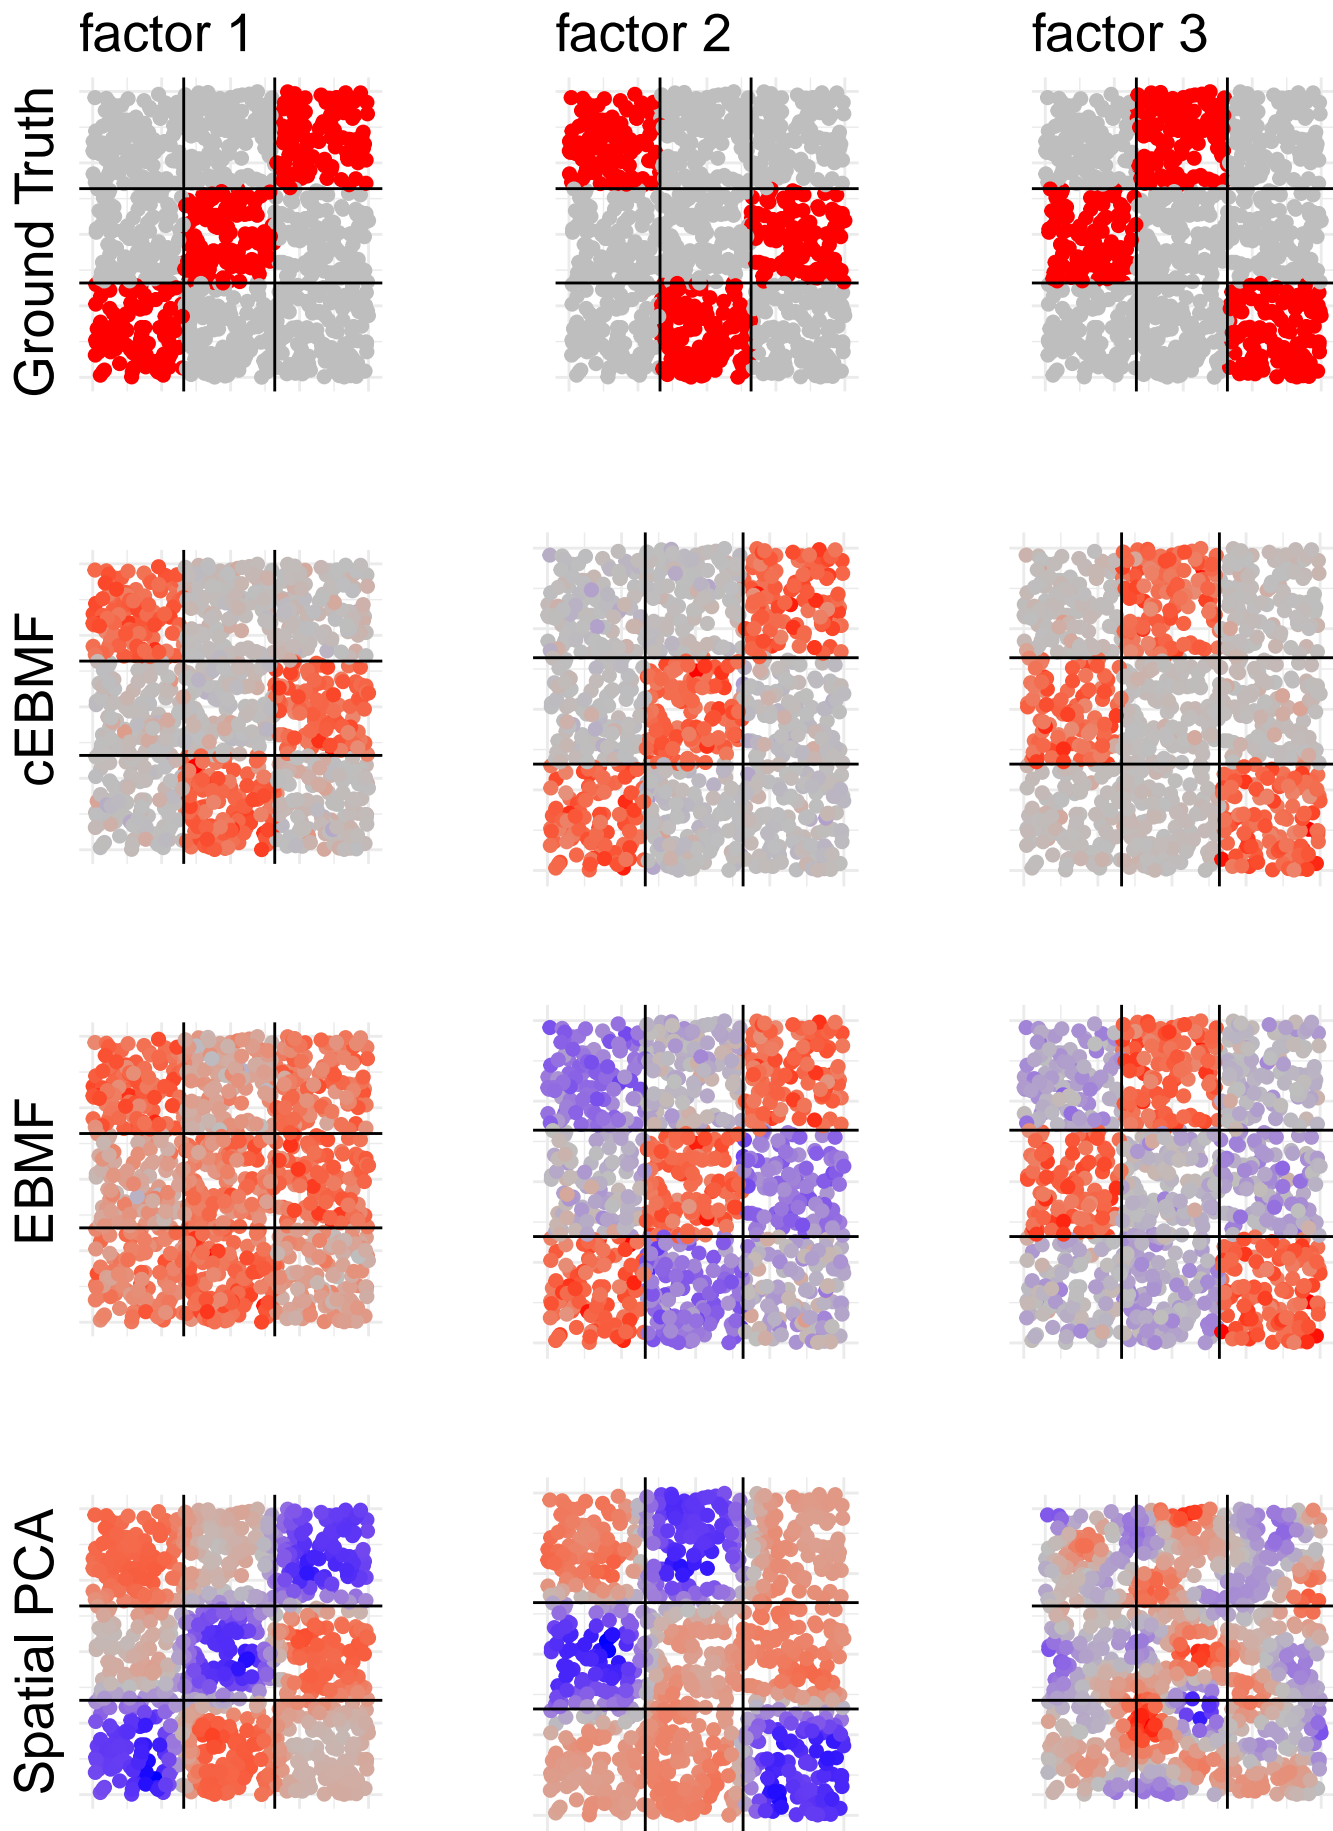 factor 1
factor 2
factor 3
Ground Truth
cEBMF
EBMF
Spatial PCA